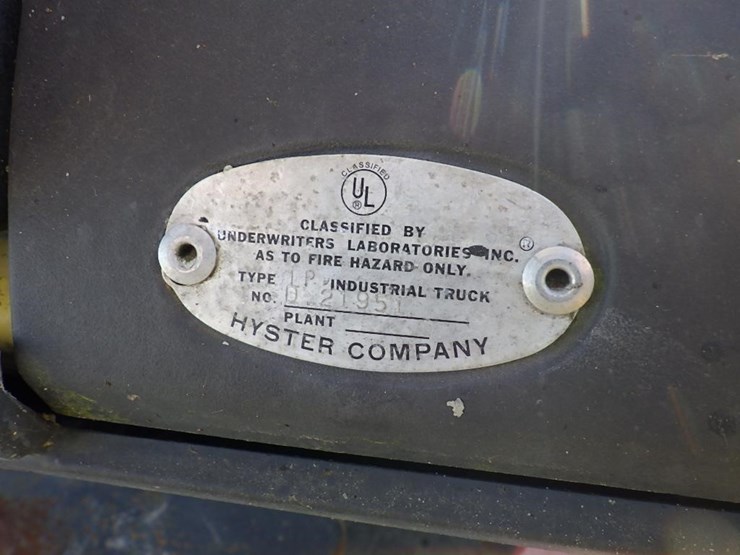 CLASSIFIED
UL
®
CLASSIFIED BY
UNDERWRITERS LABORATORIES INC. ®
AS TO FIRE HAZARD ONLY.
TYPE LP INDUSTRIAL TRUCK
NO.
PLANT
HYSTER COMPANY